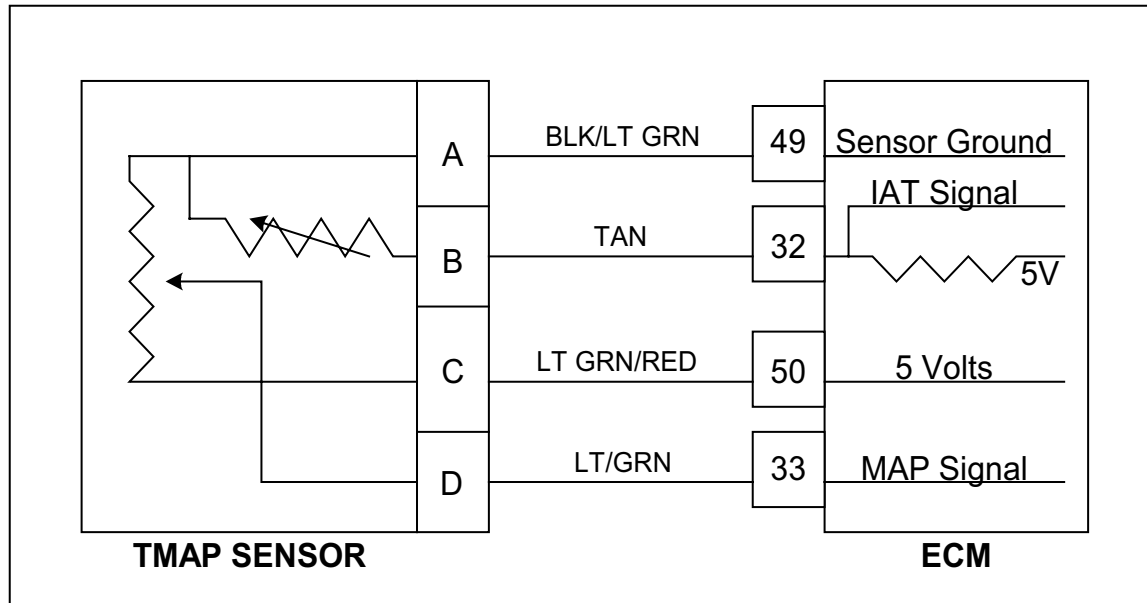 A
BLK/LT GRN
49
Sensor Ground
IAT Signal
B
TAN
32
5V
C
LT GRN/RED
50
5 Volts
D
LT/GRN
33
MAP Signal
TMAP SENSOR
ECM